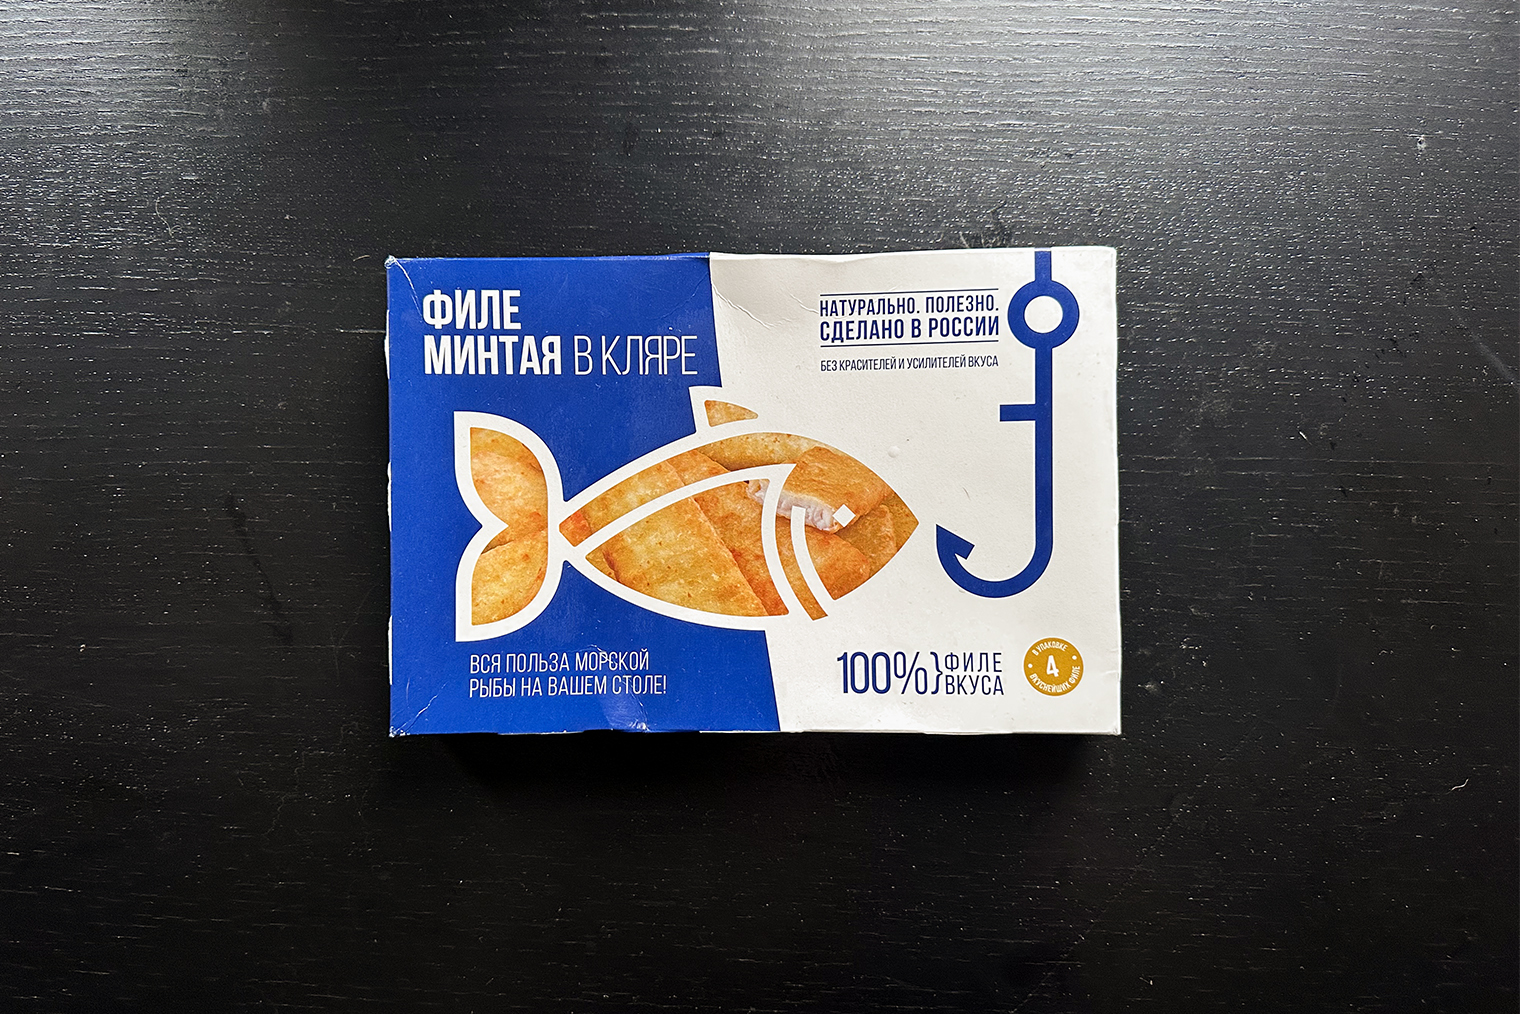 ФИЛЕ
МИНТАЯ В КЛЯРЕ
НАТУРАЛЬНО. ПОЛЕЗНО.
СДЕЛАНО В РОССИИ
БЕЗ КРАСИТЕЛЕЙ И УСИЛИТЕЛЕЙ ВКУСА
ВСЯ ПОЛЬЗА МОРСКОЙ
РЫБЫ НА ВАШЕМ СТОЛЕ!
100%}ФИЛЕ
ВКУСА
В УПАКОВКЕ
4
ВКУСНЕЙШИХ ФИЛЕ